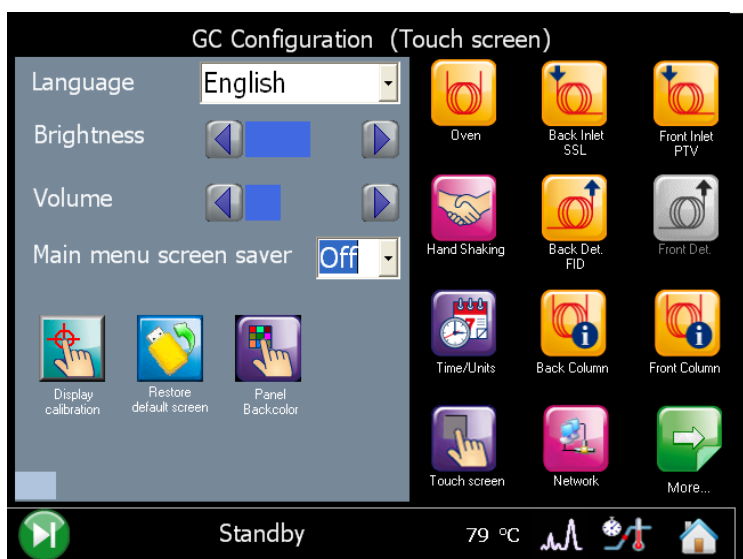 GC Configuration (Touch screen)
Language
English
Brightness
Volume
Main menu screen saver
Off
Display
calibration
Restore
default screen
Panel
Backcolor
Oven
Back Inlet
SSL
Front Inlet
PTV
Hand Shaking
Back Det.
FID
Front Det.
7
Time/Units
Back Column
Front Column
Touch screen
Network
More...
Standby
79 °C